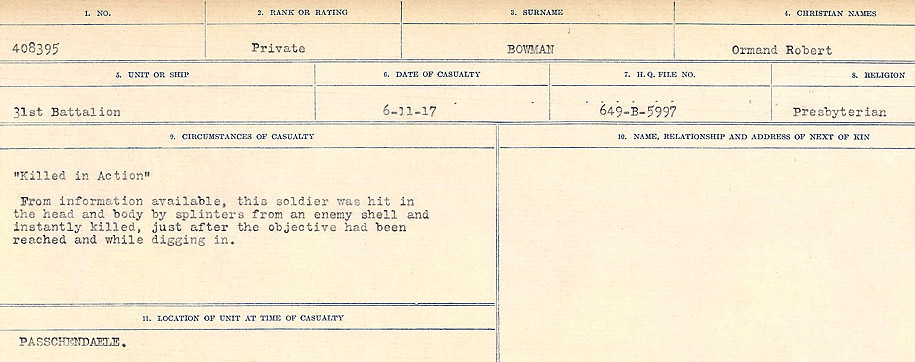 1. NO. 2. RANK OR RATING 3. SURNAME 4. CHRISTIAN NAMES
408395 Private BOWMAN Ormand Robert
5. UNIT OR SHIP 6. DATE OF CASUALTY 7. H.Q. FILE NO. 8. RELIGION
31st Battalion 6-11-17 649-B-5997 Presbyterian
9. CIRCUMSTANCES OF CASUALTY 10. NAME, RELATIONSHIP AND ADDRESS OF NEXT OF KIN
"Killed in Action"
From information available, this soldier was hit in
the head and body by splinters from an enemy shell and
instantly killed, just after the objective had been
reached and while digging in.
11. LOCATION OF UNIT AT TIME OF CASUALTY
PASSCHENDAELE.